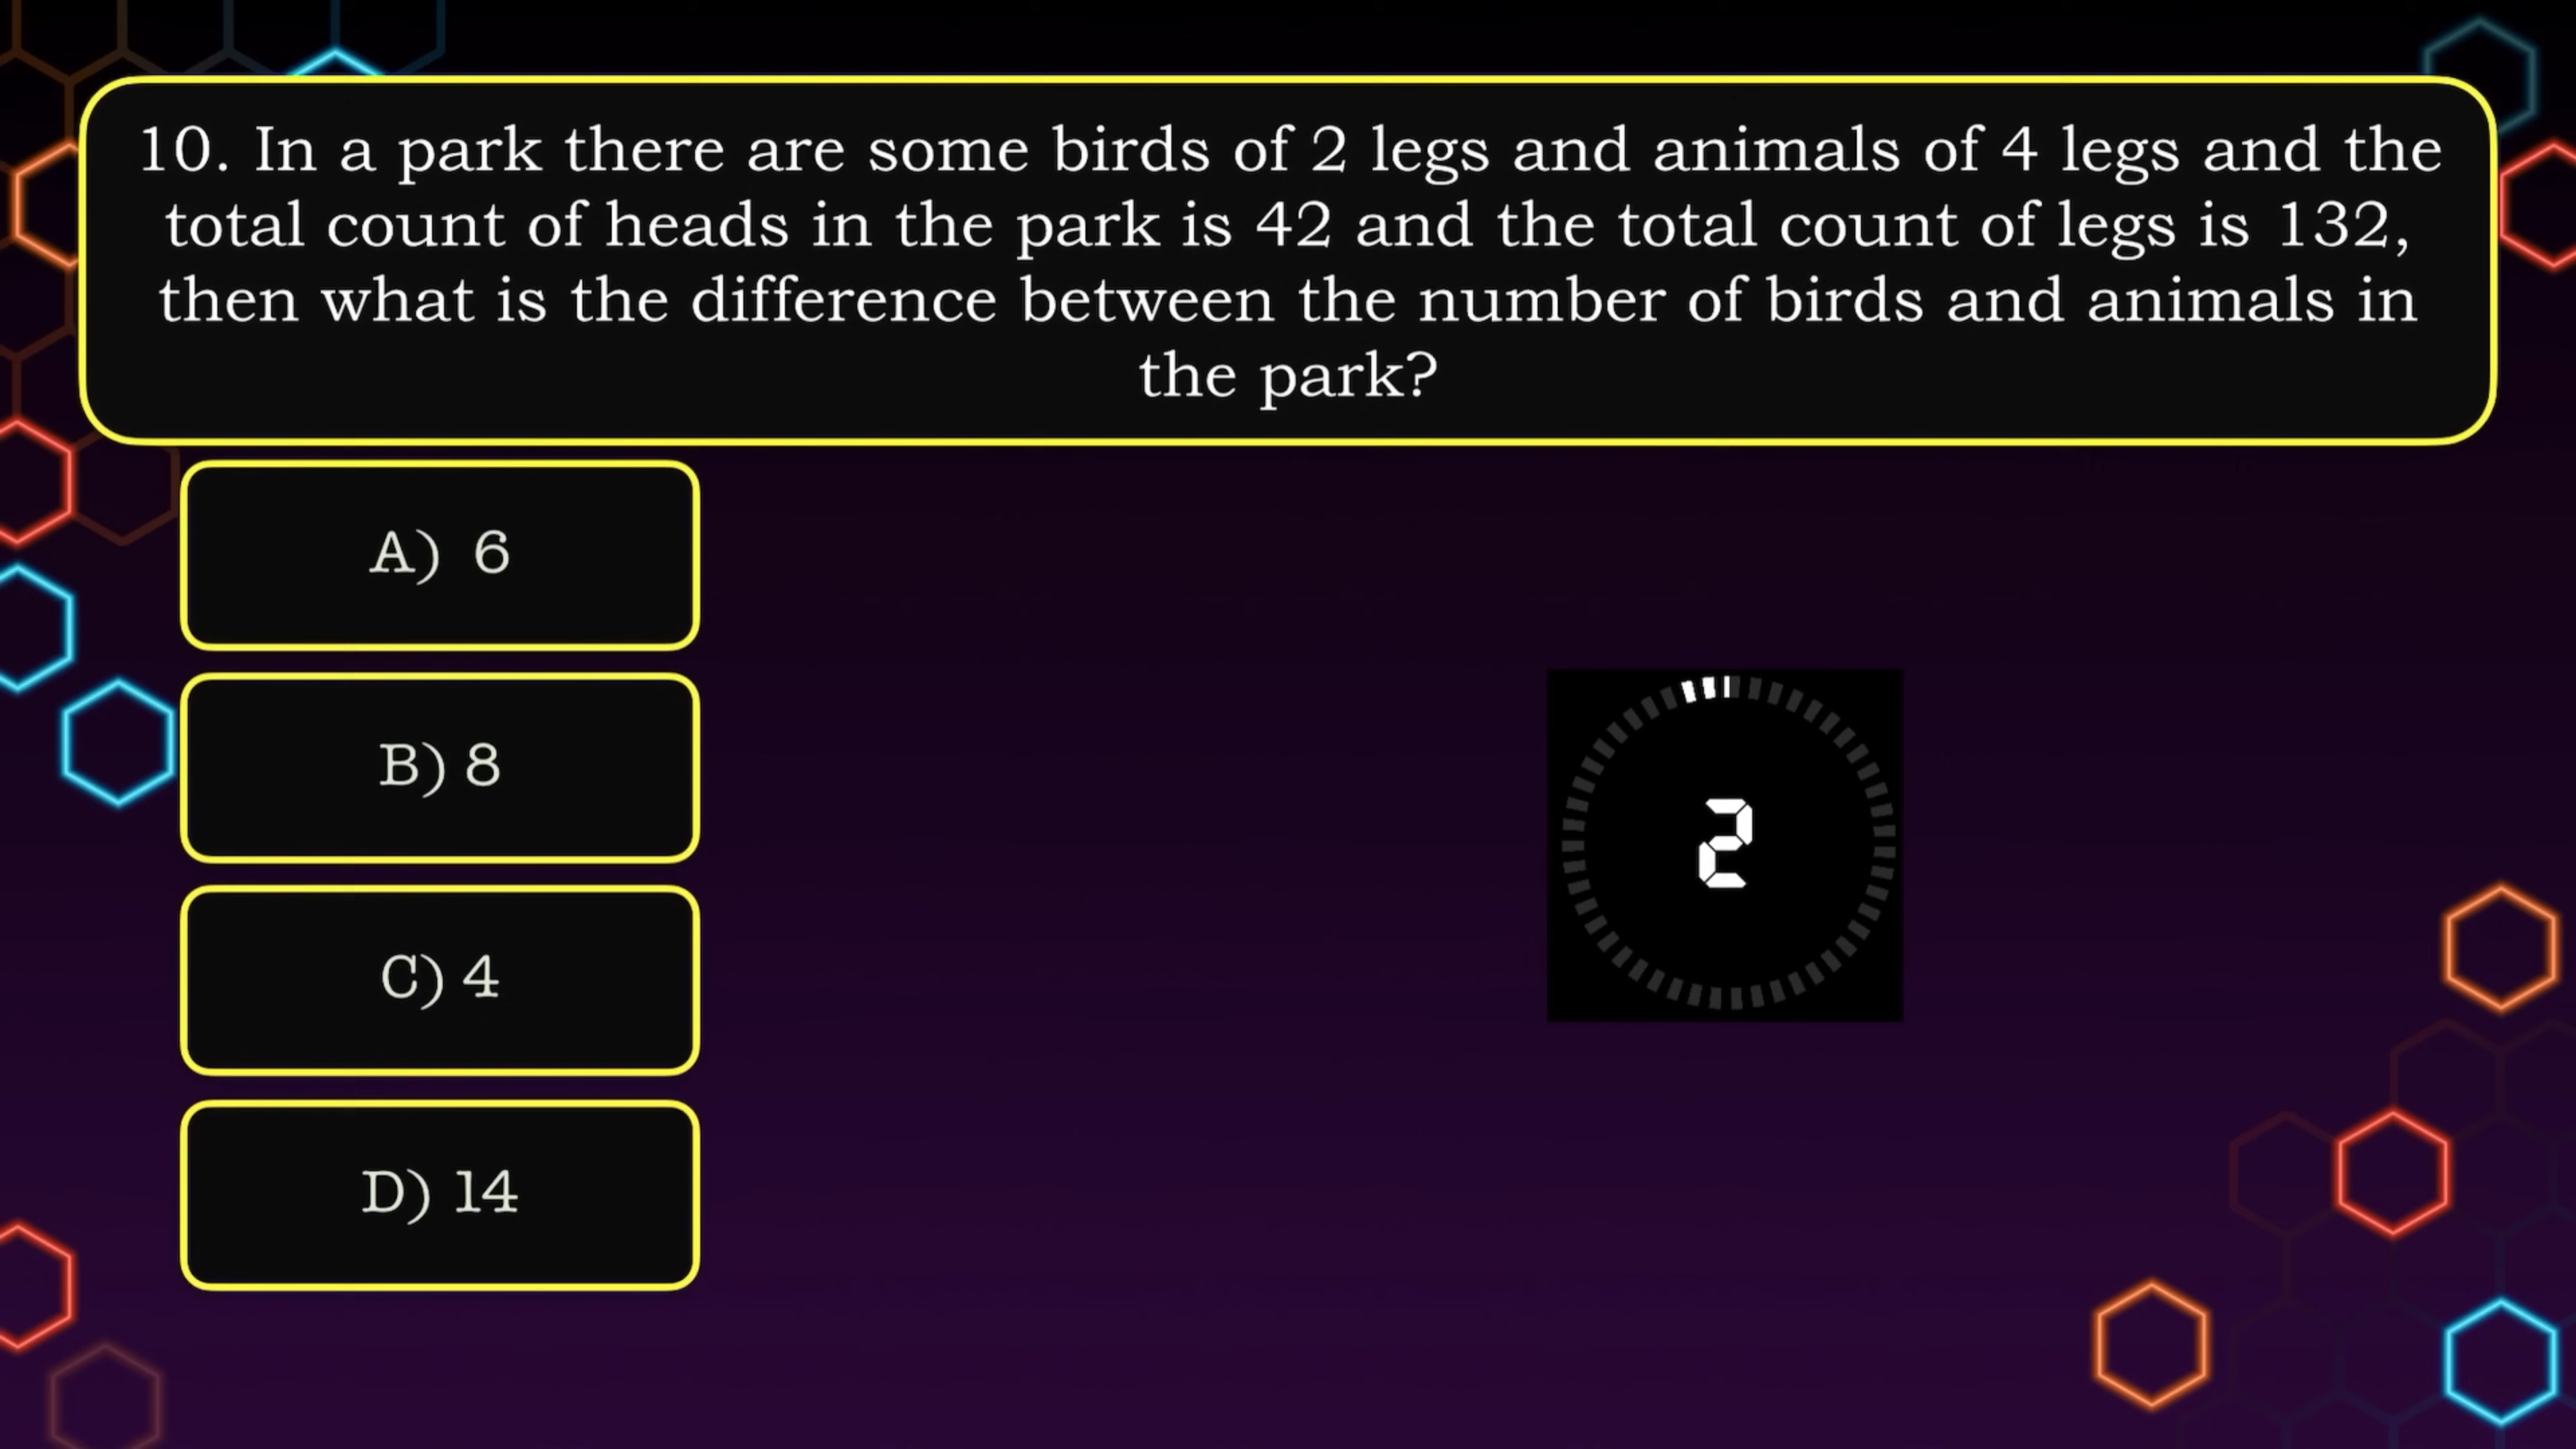 10. In a park there are some birds of 2 legs and animals of 4 legs and the
total count of heads in the park is 42 and the total count of legs is 132,
then what is the difference between the number of birds and animals in
the park?
A) 6
B) 8
2
C) 4
D) 14